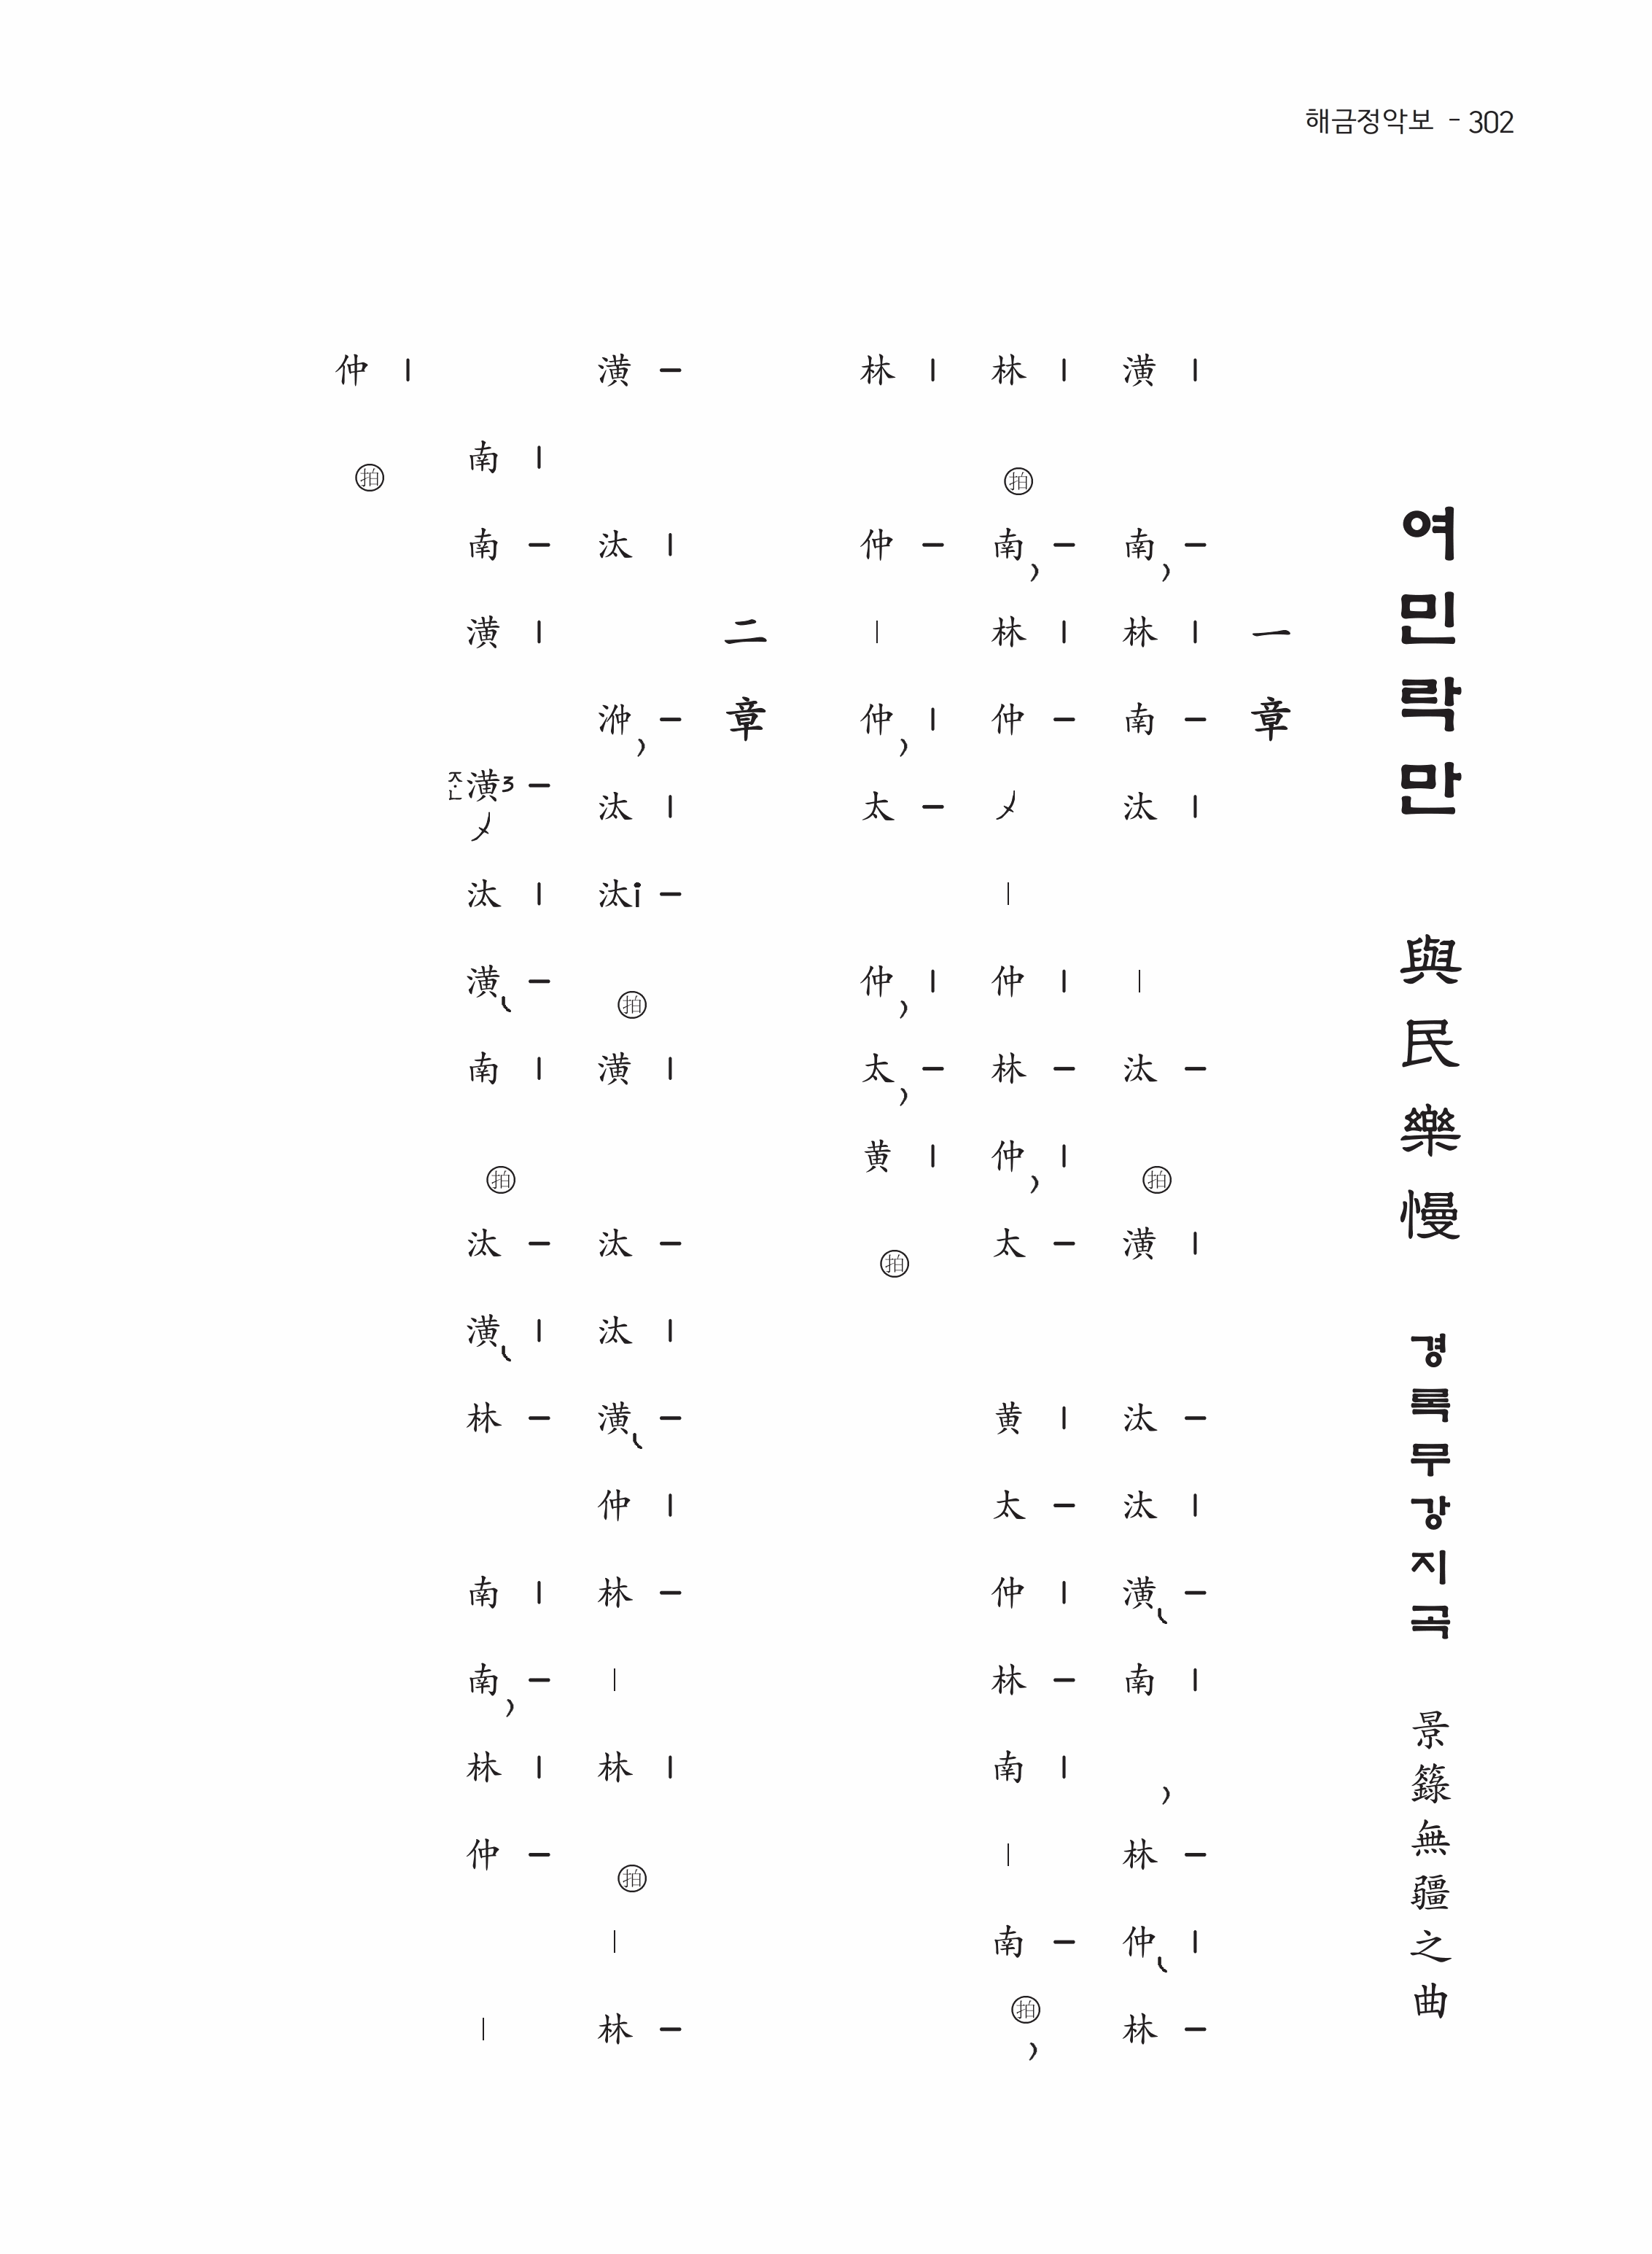 해금정악보 - 302
여민락만 與民樂慢 경록무강지곡 景籙無疆之曲
一章
潢 南 林 南 汰 汰 拍 潢 汰 汰 潢 南 林 仲 林
林 拍 南 林 仲 仲 林 仲 太 黃 太 仲 林 南 南 拍
林 仲 仲 太 仲 太 黃 拍
二章
潢 汰 㳞 汰 汰 拍 潢 汰 汰 潢 仲 林 林 拍 林
南 南 潢 潢 ᄌᆞᆫ 汰 潢 南 拍 汰 潢 林 南 南 林 仲
仲 拍